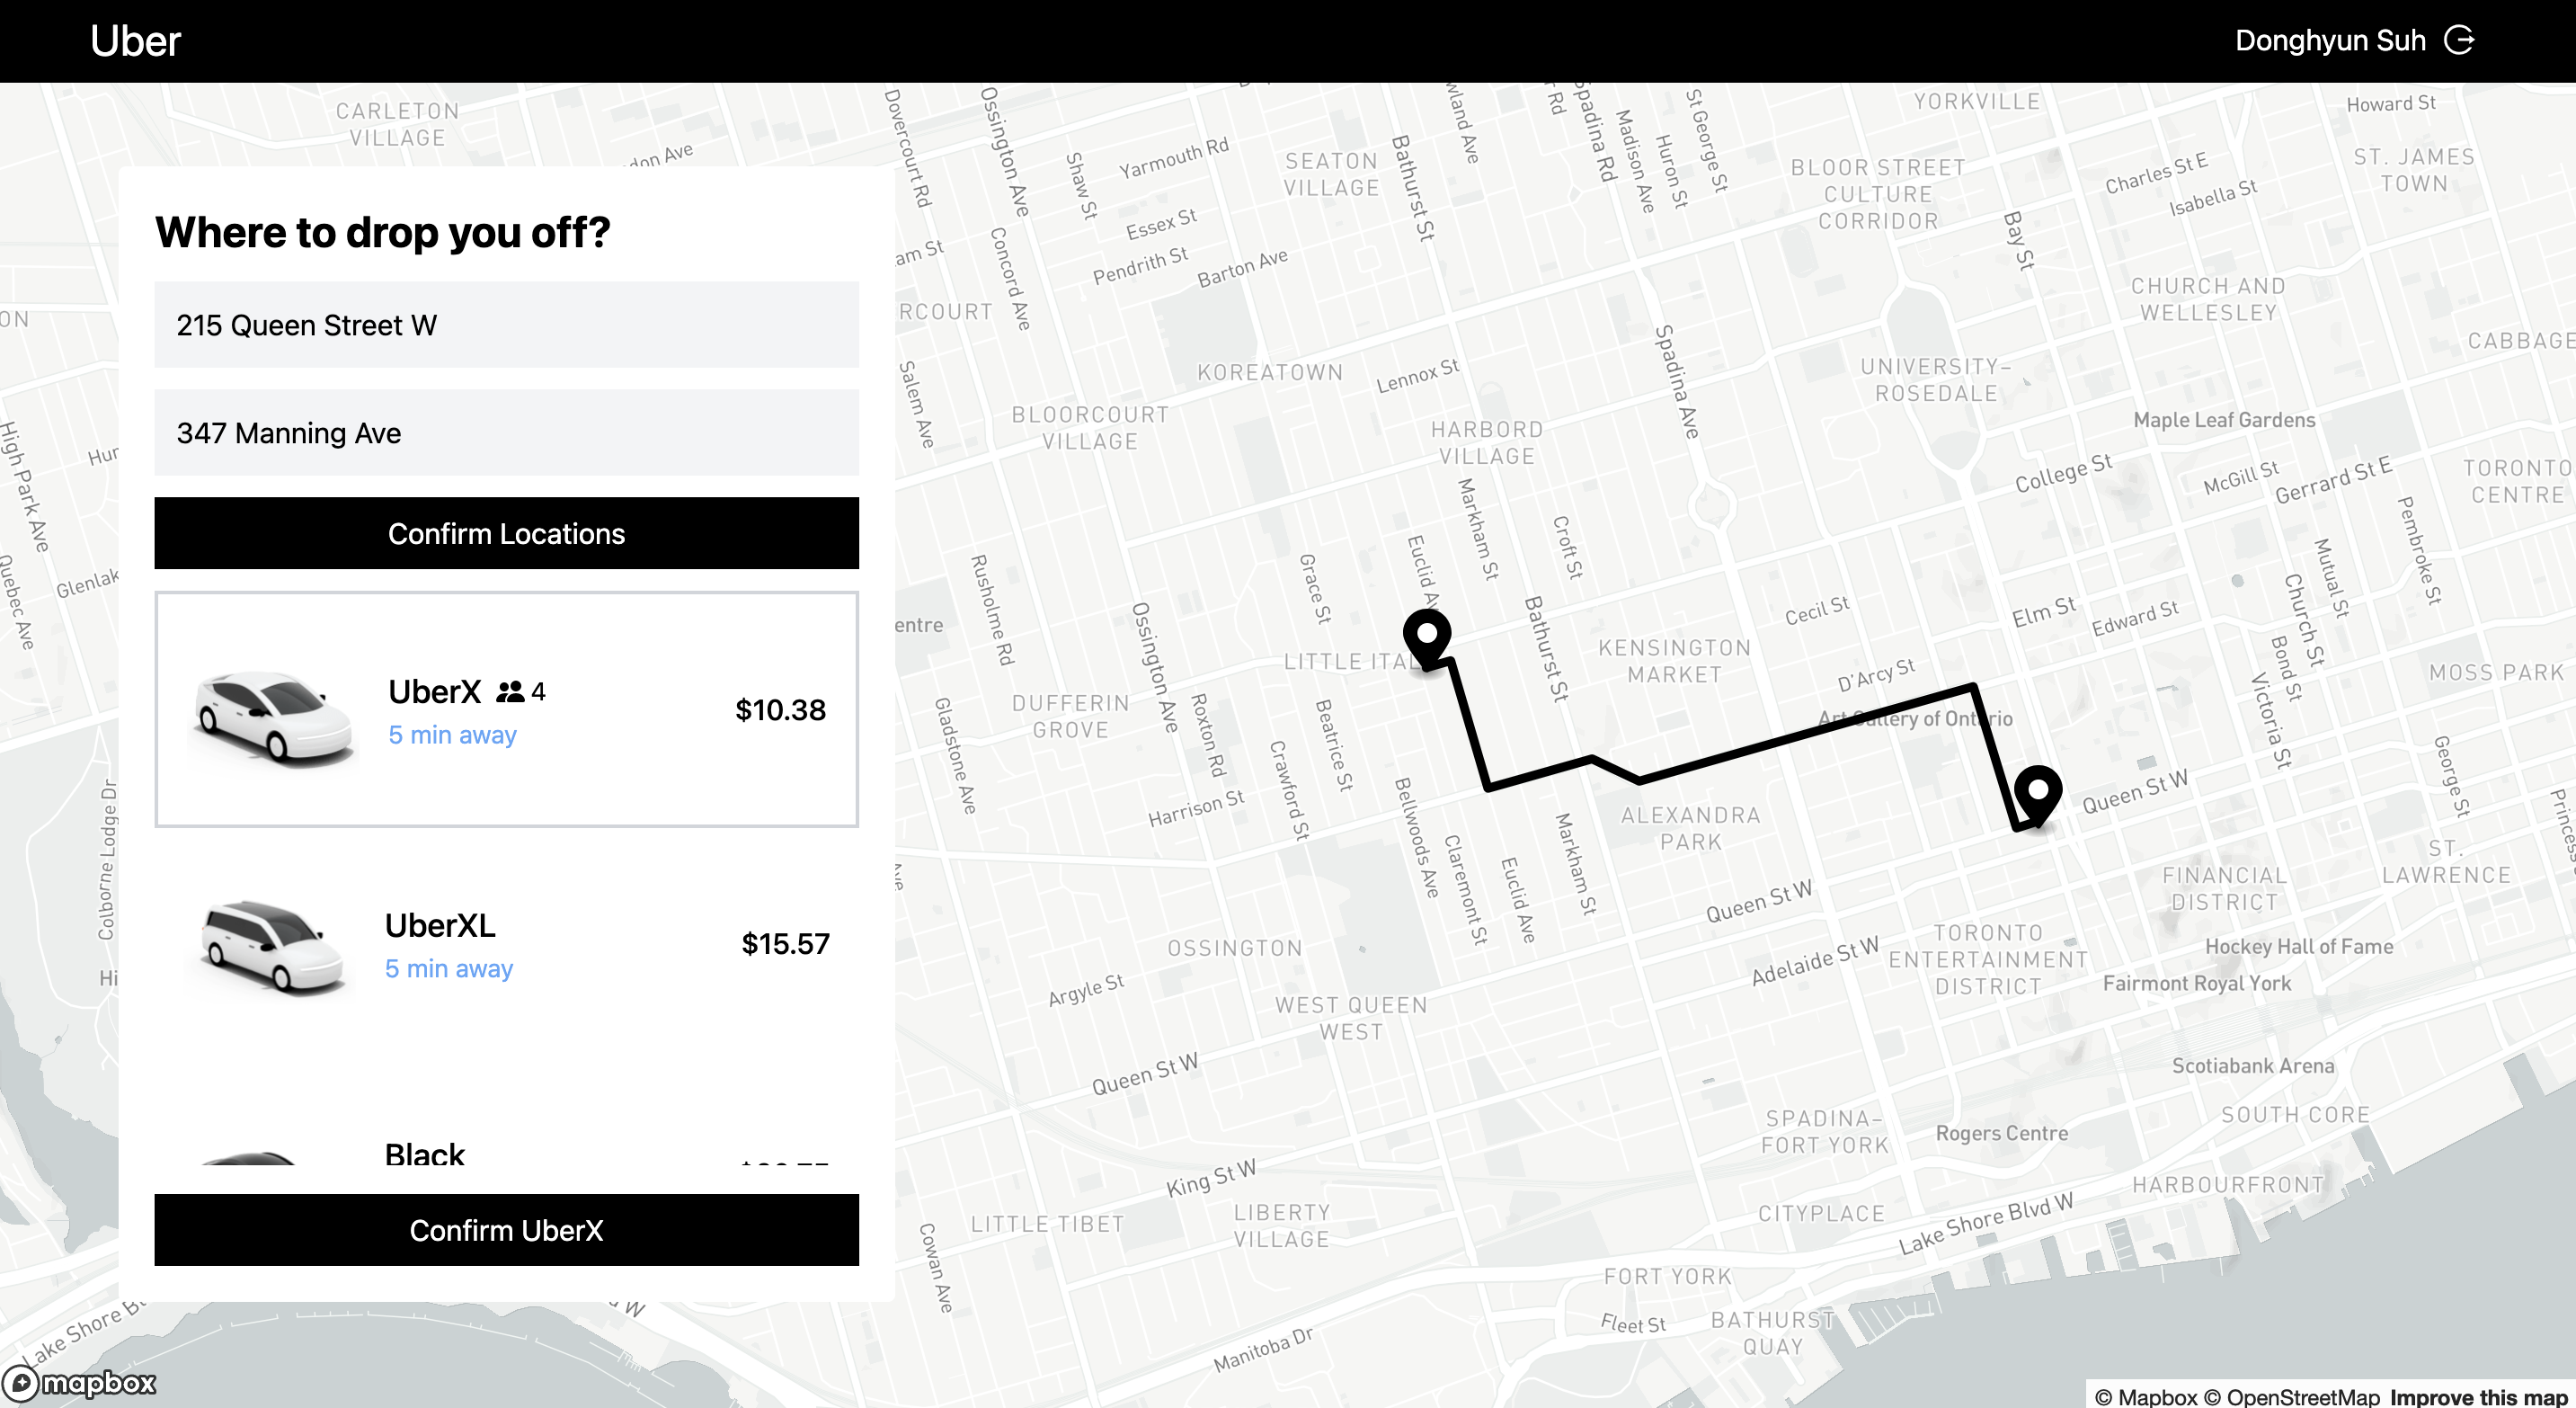 Uber
Donghyun Suh
Where to drop you off?
215 Queen Street W
347 Manning Ave
Confirm Locations
UberX 4
5 min away
$10.38
UberXL
5 min away
$15.57
Black
Confirm UberX
CARLETON
VILLAGE
Dovercourt Rd
Ossington Ave
Shaw St
Yarmouth Rd
Essex St
Pendrith St
Barton Ave
Concord Ave
SEATON
VILLAGE
Bathurst St
Spadina Rd
Madison Ave
Huron St
St George St
YORKVILLE
Howard St
BLOOR STREET
CULTURE
CORRIDOR
Bay St
Charles St E
Isabella St
ST. JAMES
TOWN
CHURCH AND
WELLESLEY
CABBAGE
RCOURT
KOREATOWN
Lennox St
Spadina Ave
UNIVERSITY-
ROSEDALE
Maple Leaf Gardens
Salem Ave
BLOORCOURT
VILLAGE
HARBORD
VILLAGE
Markham St
Croft St
College St
McGill St
Gerrard St E
TORONTO
CENTRE
Pembroke St
Mutual St
Church St
High Park Ave
Quebec Ave
Glenlak
Rusholme Rd
Grace St
Euclid Av
Bathurst St
Cecil St
Elm St
Edward St
Bond St
Victoria St
MOSS PARK
entre
Ossington Ave
LITTLE ITAL
KENSINGTON
MARKET
D'Arcy St
Art Gallery of Ontario
DUFFERIN
GROVE
Gladstone Ave
Roxton Rd
Beatrice St
Crawford St
Harrison St
Bellwoods Ave
Claremont St
Euclid Ave
Markham St
ALEXANDRA
PARK
Queen St W
George St
Princess
Colborne Lodge Dr
ST.
LAWRENCE
FINANCIAL
DISTRICT
Queen St W
Adelaide St W
TORONTO
ENTERTAINMENT
DISTRICT
Hockey Hall of Fame
Fairmont Royal York
OSSINGTON
Argyle St
WEST QUEEN
WEST
Queen St W
Scotiabank Arena
SOUTH CORE
SPADINA-
FORT YORK
Rogers Centre
HARBOURFRONT
King St W
LITTLE TIBET
LIBERTY
VILLAGE
CITYPLACE
Lake Shore Blvd W
Cowan Ave
FORT YORK
Fleet St
BATHURST
QUAY
Manitoba Dr
mapbox
© Mapbox © OpenStreetMap Improve this map